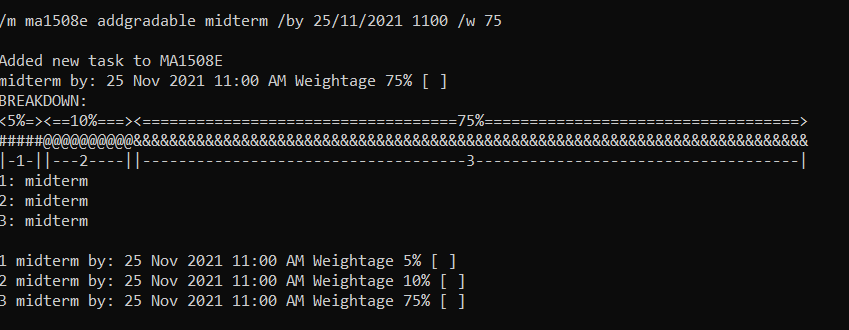 /m ma1508e addgradable midterm /by 25/11/2021 1100 /w 75
Added new task to MA1508E
midterm by: 25 Nov 2021 11:00 AM Weightage 75% [ ]
BREAKDOWN:
<5%=><==10%===><===================================75%===================================>
#####@@@@@@@@@@&&&&&&&&&&&&&&&&&&&&&&&&&&&&&&&&&&&&&&&&&&&&&&&&&&&&&&&&&&&&&&&&&&&&&&&&&&&
|-1-||---2----||------------------------------------3------------------------------------|
1: midterm
2: midterm
3: midterm
1 midterm by: 25 Nov 2021 11:00 AM Weightage 5% [ ]
2 midterm by: 25 Nov 2021 11:00 AM Weightage 10% [ ]
3 midterm by: 25 Nov 2021 11:00 AM Weightage 75% [ ]